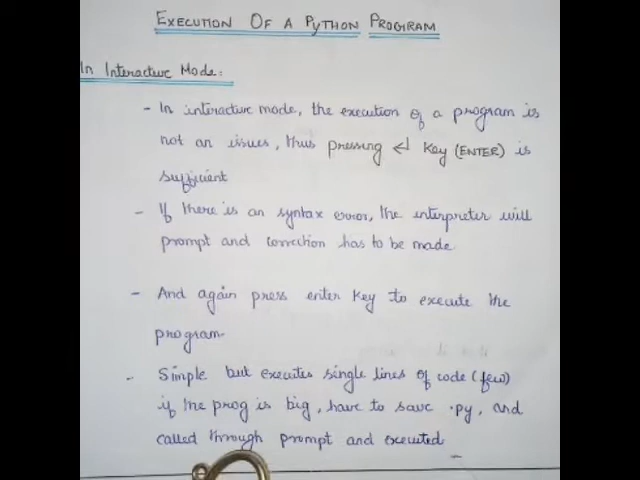 EXECUTION OF A PYTHON PROGRAM
In Interactive Mode:
- In interactive mode, the execution of a program is
not an issues, thus pressing ↵ key (ENTER) is
sufficient
- If there is an syntax error, the interpreter will
prompt and correction has to be made
- And again press enter key to execute the
program
- Simple but executes single lines of code (few)
if the prog is big, have to save .py, and
called through prompt and executed